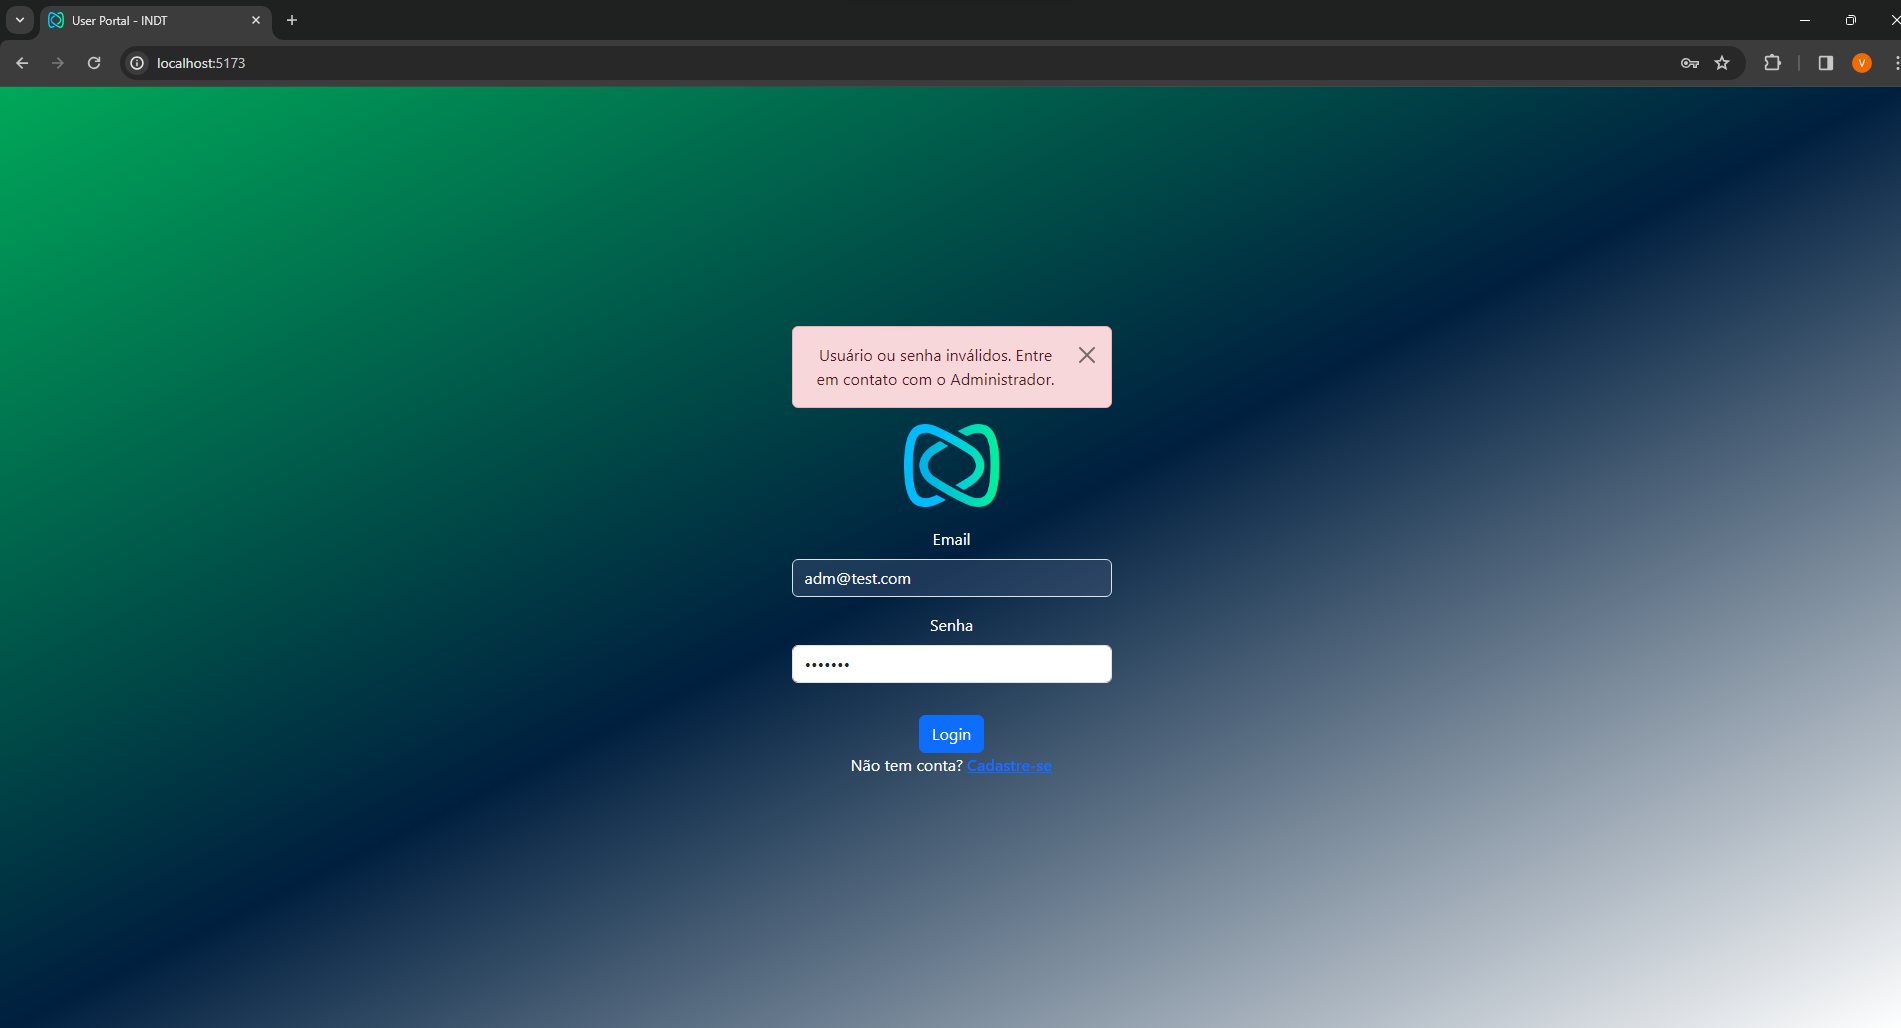 User Portal - INDT
localhost:5173
V
Usuário ou senha inválidos. Entre
em contato com o Administrador.
Email
adm@test.com
Senha
•••••••
Login
Não tem conta? Cadastre-se